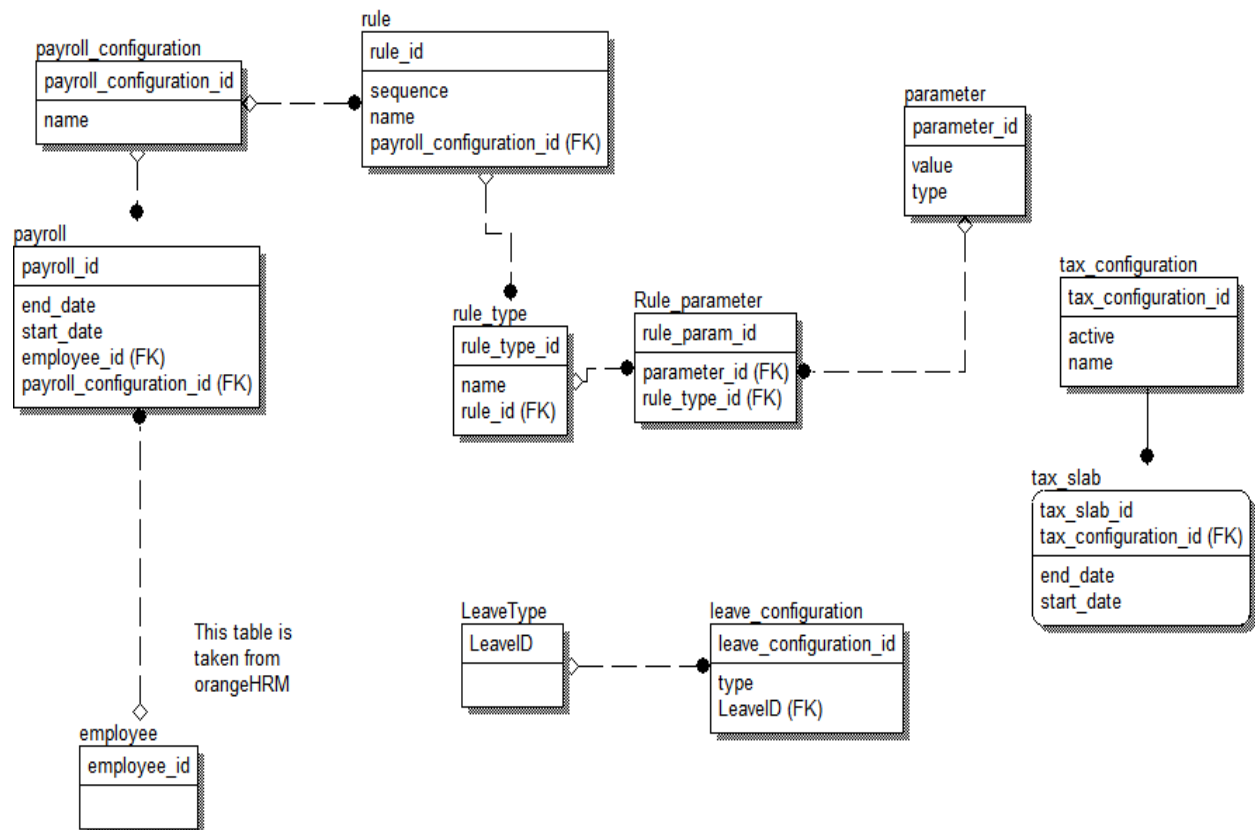 rule
rule_id
sequence
name
payroll_configuration_id (FK)
payroll_configuration
payroll_configuration_id
name
parameter
parameter_id
value
type
payroll
payroll_id
end_date
start_date
employee_id (FK)
payroll_configuration_id (FK)
rule_type
rule_type_id
name
rule_id (FK)
Rule_parameter
rule_param_id
parameter_id (FK)
rule_type_id (FK)
tax_configuration
tax_configuration_id
active
name
tax_slab
tax_slab_id
tax_configuration_id (FK)
end_date
start_date
This table is
taken from
orangeHRM
LeaveType
LeaveID
leave_configuration
leave_configuration_id
type
LeaveID (FK)
employee
employee_id